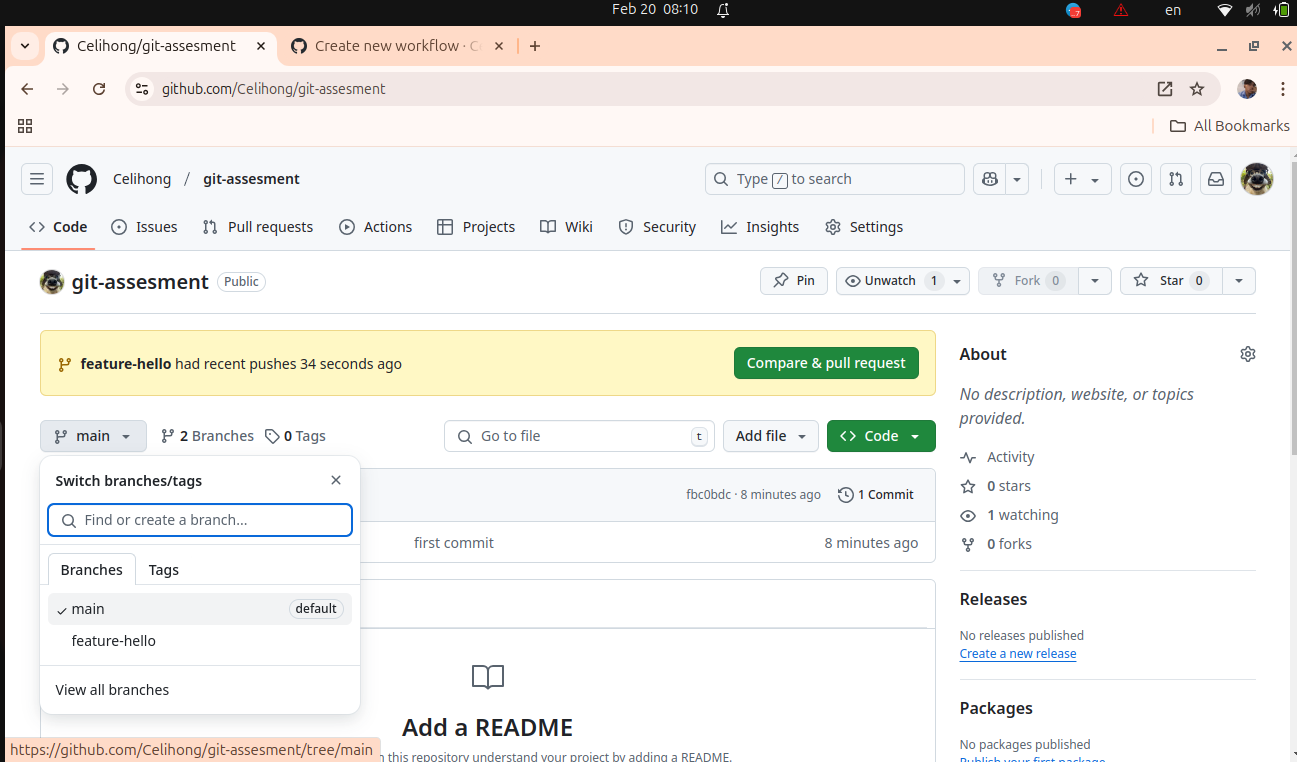 Feb 20 08:10
en
Celihong/git-assesment
Create new workflow · C
github.com/Celihong/git-assesment
All Bookmarks
Celihong / git-assesment
Type / to search
Code Issues Pull requests Actions Projects Wiki Security Insights Settings
git-assesment Public
Pin Unwatch 1 Fork 0 Star 0
feature-hello had recent pushes 34 seconds ago
Compare & pull request
main 2 Branches 0 Tags Go to file t Add file Code
Switch branches/tags
Find or create a branch...
Branches Tags
main default
feature-hello
View all branches
fbc0bdc · 8 minutes ago 1 Commit
first commit 8 minutes ago
Add a README
this repository understand your project by adding a README.
About
No description, website, or topics
provided.
Activity
0 stars
1 watching
0 forks
Releases
No releases published
Create a new release
Packages
No packages published
Publish your first package
https://github.com/Celihong/git-assesment/tree/main